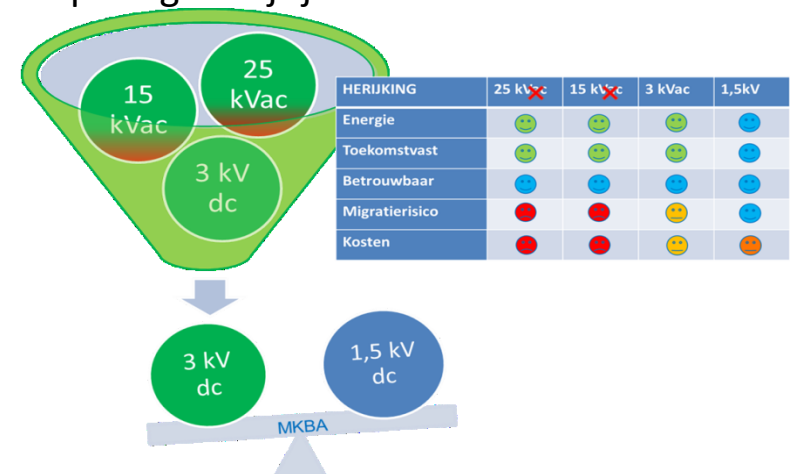 25
kVac
15
kVac
3 kV
dc
HERIJKING 25 kVac 15 kVac 3 kVac 1,5kV
Energie
Toekomstvast
Betrouwbaar
Migratierisico
Kosten
3 kV
dc
1,5 kV
dc
MKBA